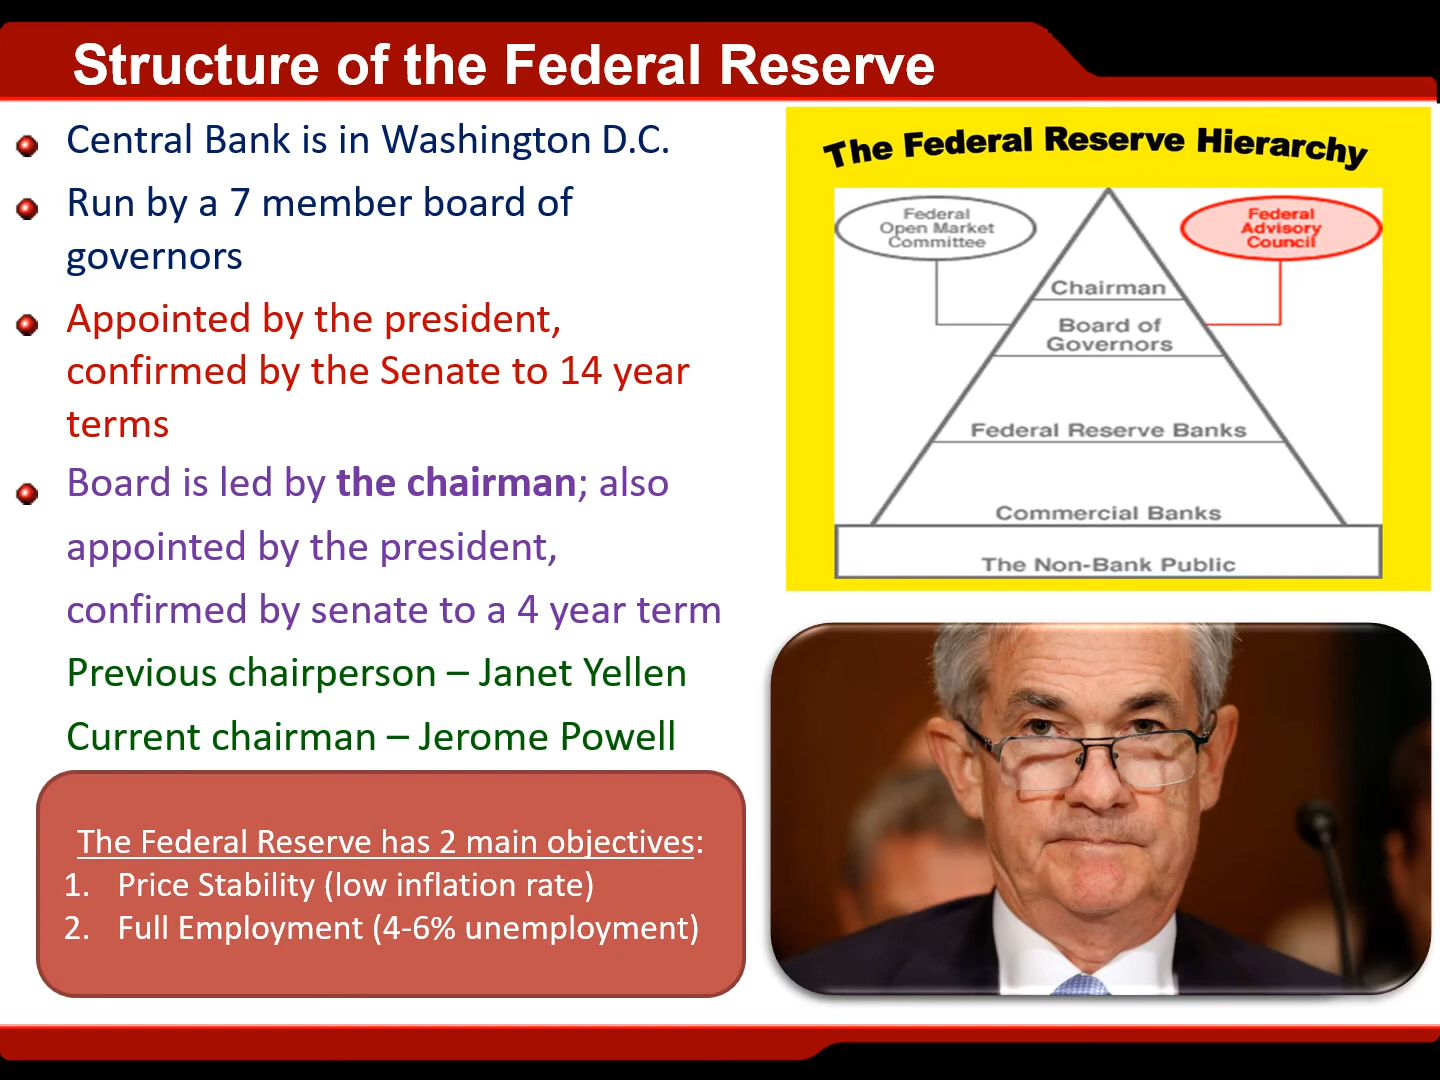 Structure of the Federal Reserve
Central Bank is in Washington D.C.
Run by a 7 member board of
governors
Appointed by the president,
confirmed by the Senate to 14 year
terms
Board is led by the chairman; also
appointed by the president,
confirmed by senate to a 4 year term
Previous chairperson – Janet Yellen
Current chairman – Jerome Powell
The Federal Reserve has 2 main objectives:
1. Price Stability (low inflation rate)
2. Full Employment (4-6% unemployment)
The Federal Reserve Hierarchy
Federal
Open Market
Committee
Federal
Advisory
Council
Chairman
Board of
Governors
Federal Reserve Banks
Commercial Banks
The Non-Bank Public